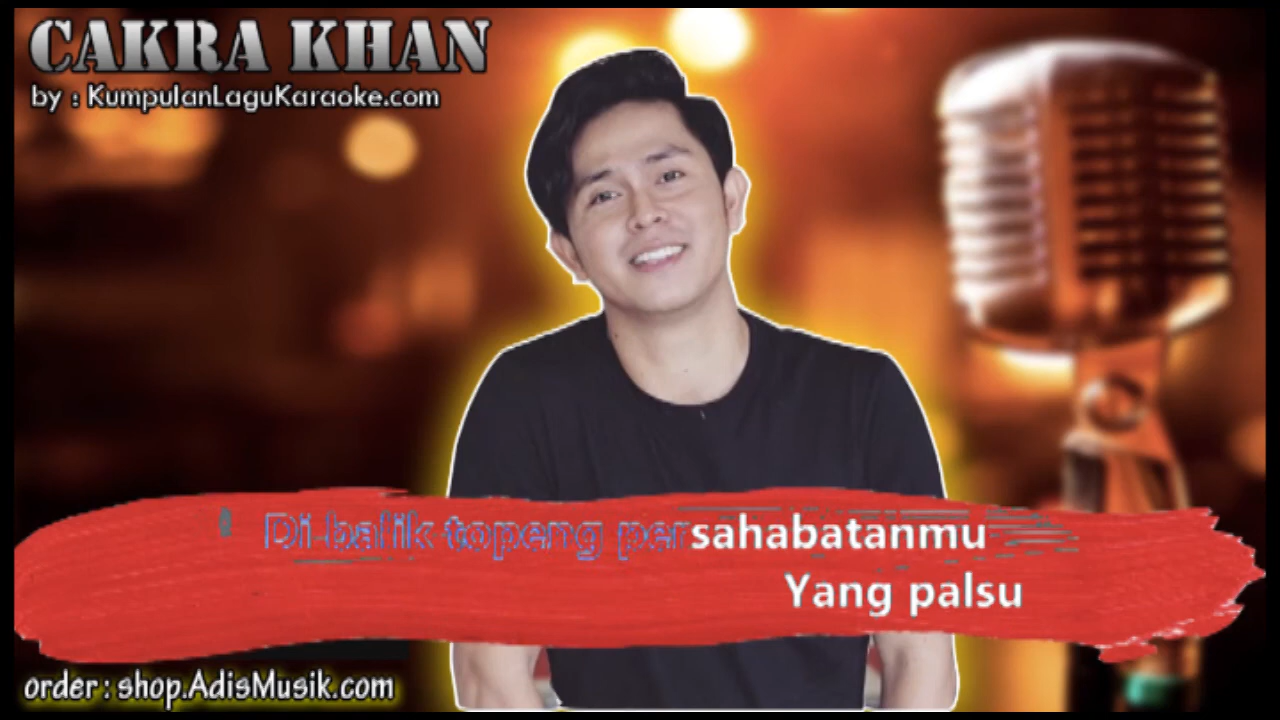 CAKRA KHAN
by : KumpulanLaguKaraoke.com
Di balik topeng persahabatanmu
Yang palsu
order : shop.AdisMusik.com